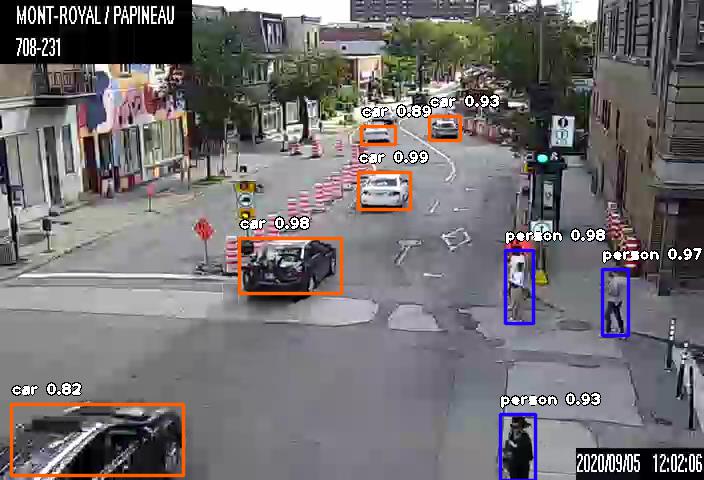 MONT-ROYAL / PAPINEAU
708-231
car 0.89
car 0.93
car 0.99
car 0.98
person 0.98
person 0.97
car 0.82
person 0.93
2020/09/05 12:02:06